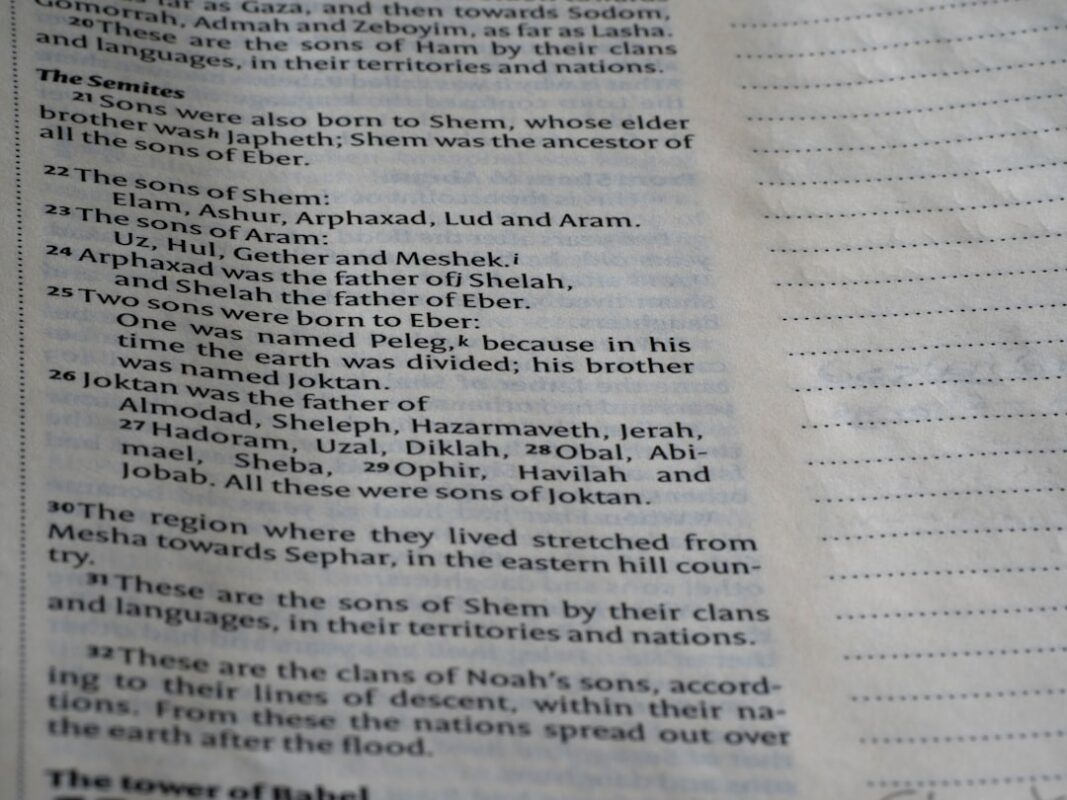 as far as Gaza, and then towards Sodom,
Gomorrah, Admah and Zeboyim, as far as Lasha.
20 These are the sons of Ham by their clans
and languages, in their territories and nations.
The Semites
21 Sons were also born to Shem, whose elder
brother was h Japheth; Shem was the ancestor of
all the sons of Eber.
22 The sons of Shem:
Elam, Ashur, Arphaxad, Lud and Aram.
23 The sons of Aram:
Uz, Hul, Gether and Meshek. i
24 Arphaxad was the father of j Shelah,
and Shelah the father of Eber.
25 Two sons were born to Eber:
One was named Peleg, k because in his
time the earth was divided; his brother
was named Joktan.
26 Joktan was the father of
Almodad, Sheleph, Hazarmaveth, Jerah,
27 Hadoram, Uzal, Diklah, 28 Obal, Abi-
mael, Sheba, 29 Ophir, Havilah and
Jobab. All these were sons of Joktan.
30 The region where they lived stretched from
Mesha towards Sephar, in the eastern hill coun-
try.
31 These are the sons of Shem by their clans
and languages, in their territories and nations.
32 These are the clans of Noah's sons, accord-
ing to their lines of descent, within their na-
tions. From these the nations spread out over
the earth after the flood.
The tower of Babel